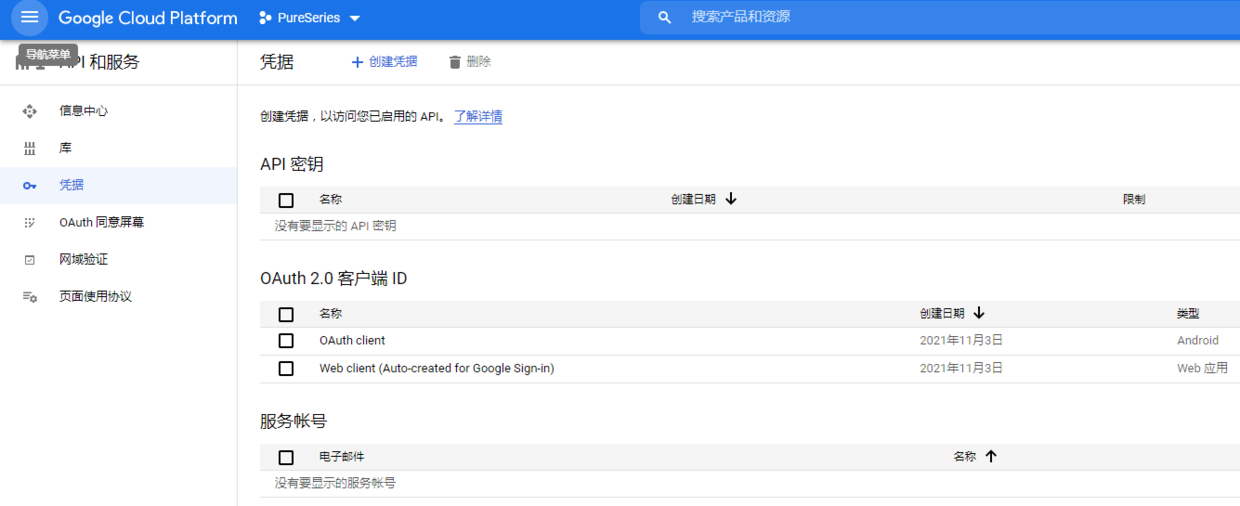 Google Cloud Platform PureSeries 搜索产品和资源
导航菜单
API 和服务
凭据 创建凭据 删除
信息中心
库
凭据
OAuth 同意屏幕
网域验证
页面使用协议
创建凭据，以访问您已启用的 API。 了解详情
API 密钥
名称 创建日期 限制
没有要显示的 API 密钥
OAuth 2.0 客户端 ID
名称 创建日期 类型
OAuth client 2021年11月3日 Android
Web client (Auto-created for Google Sign-in) 2021年11月3日 Web 应用
服务帐号
电子邮件 名称
没有要显示的服务帐号